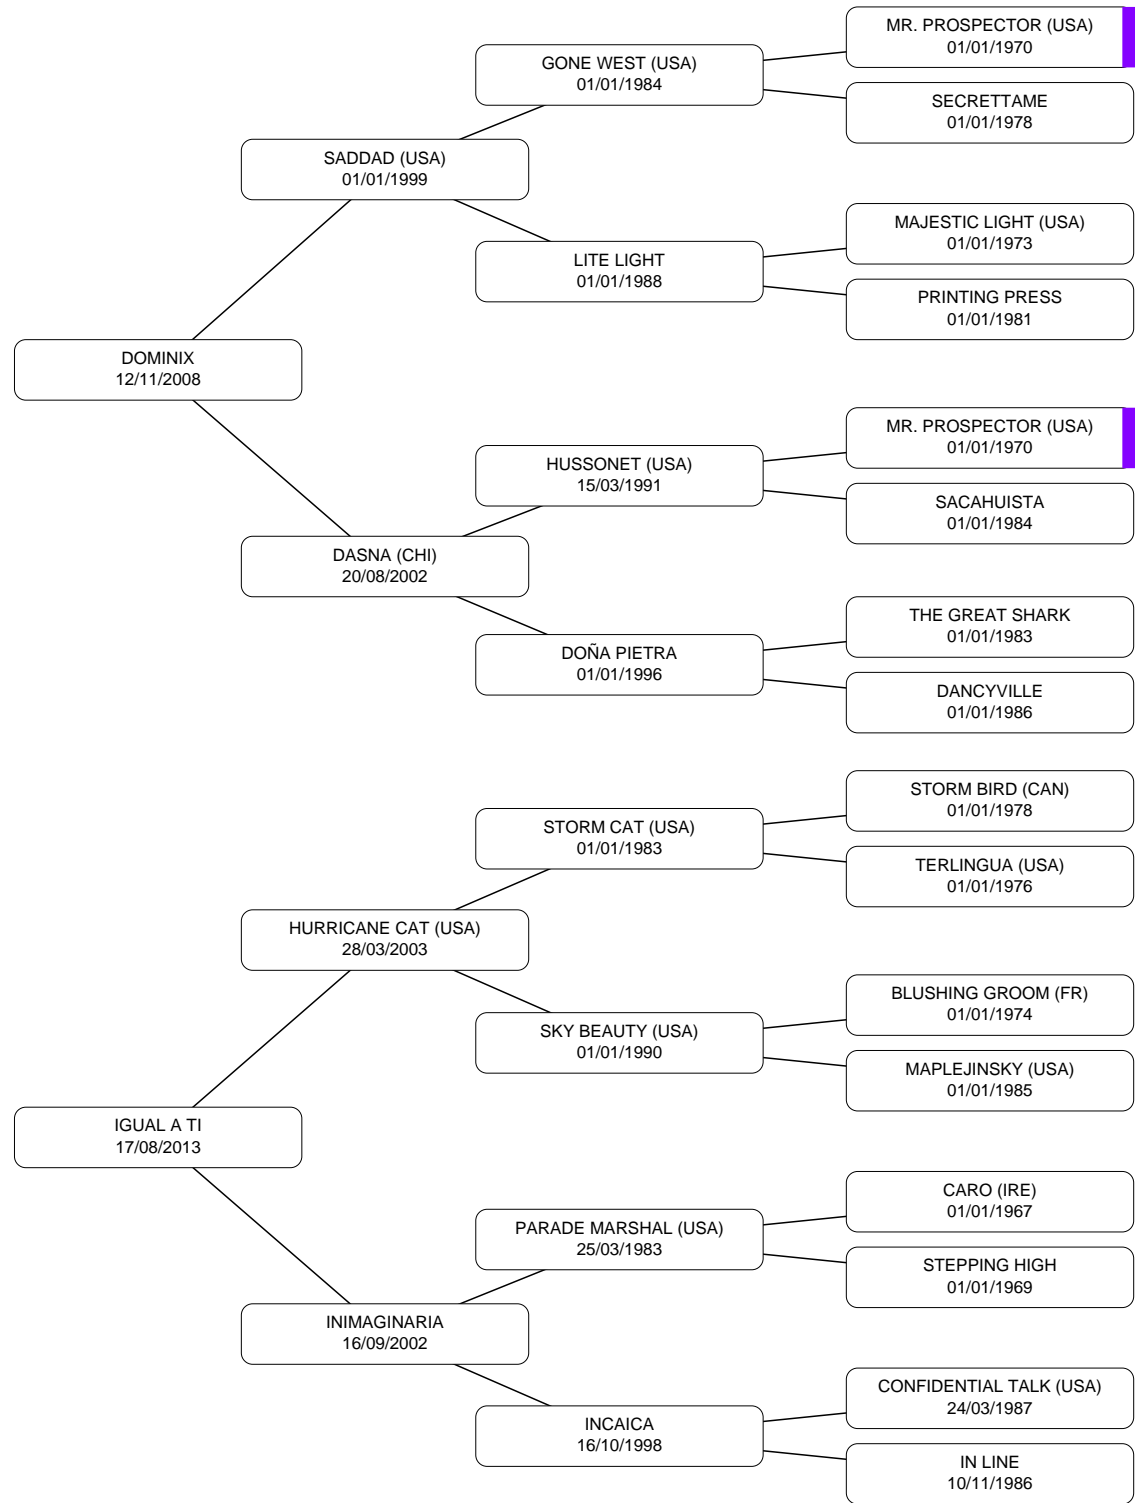 MR. PROSPECTOR (USA)
01/01/1970
GONE WEST (USA)
01/01/1984
SECRETTAME
01/01/1978
SADDAD (USA)
01/01/1999
MAJESTIC LIGHT (USA)
01/01/1973
LITE LIGHT
01/01/1988
PRINTING PRESS
01/01/1981
DOMINIX
12/11/2008
MR. PROSPECTOR (USA)
01/01/1970
HUSSONET (USA)
15/03/1991
SACAHUISTA
01/01/1984
DASNA (CHI)
20/08/2002
THE GREAT SHARK
01/01/1983
DOÑA PIETRA
01/01/1996
DANCYVILLE
01/01/1986
STORM BIRD (CAN)
01/01/1978
STORM CAT (USA)
01/01/1983
TERLINGUA (USA)
01/01/1976
HURRICANE CAT (USA)
28/03/2003
BLUSHING GROOM (FR)
01/01/1974
SKY BEAUTY (USA)
01/01/1990
MAPLEJINSKY (USA)
01/01/1985
IGUAL A TI
17/08/2013
CARO (IRE)
01/01/1967
PARADE MARSHAL (USA)
25/03/1983
STEPPING HIGH
01/01/1969
INIMAGINARIA
16/09/2002
CONFIDENTIAL TALK (USA)
24/03/1987
INCAICA
16/10/1998
IN LINE
10/11/1986